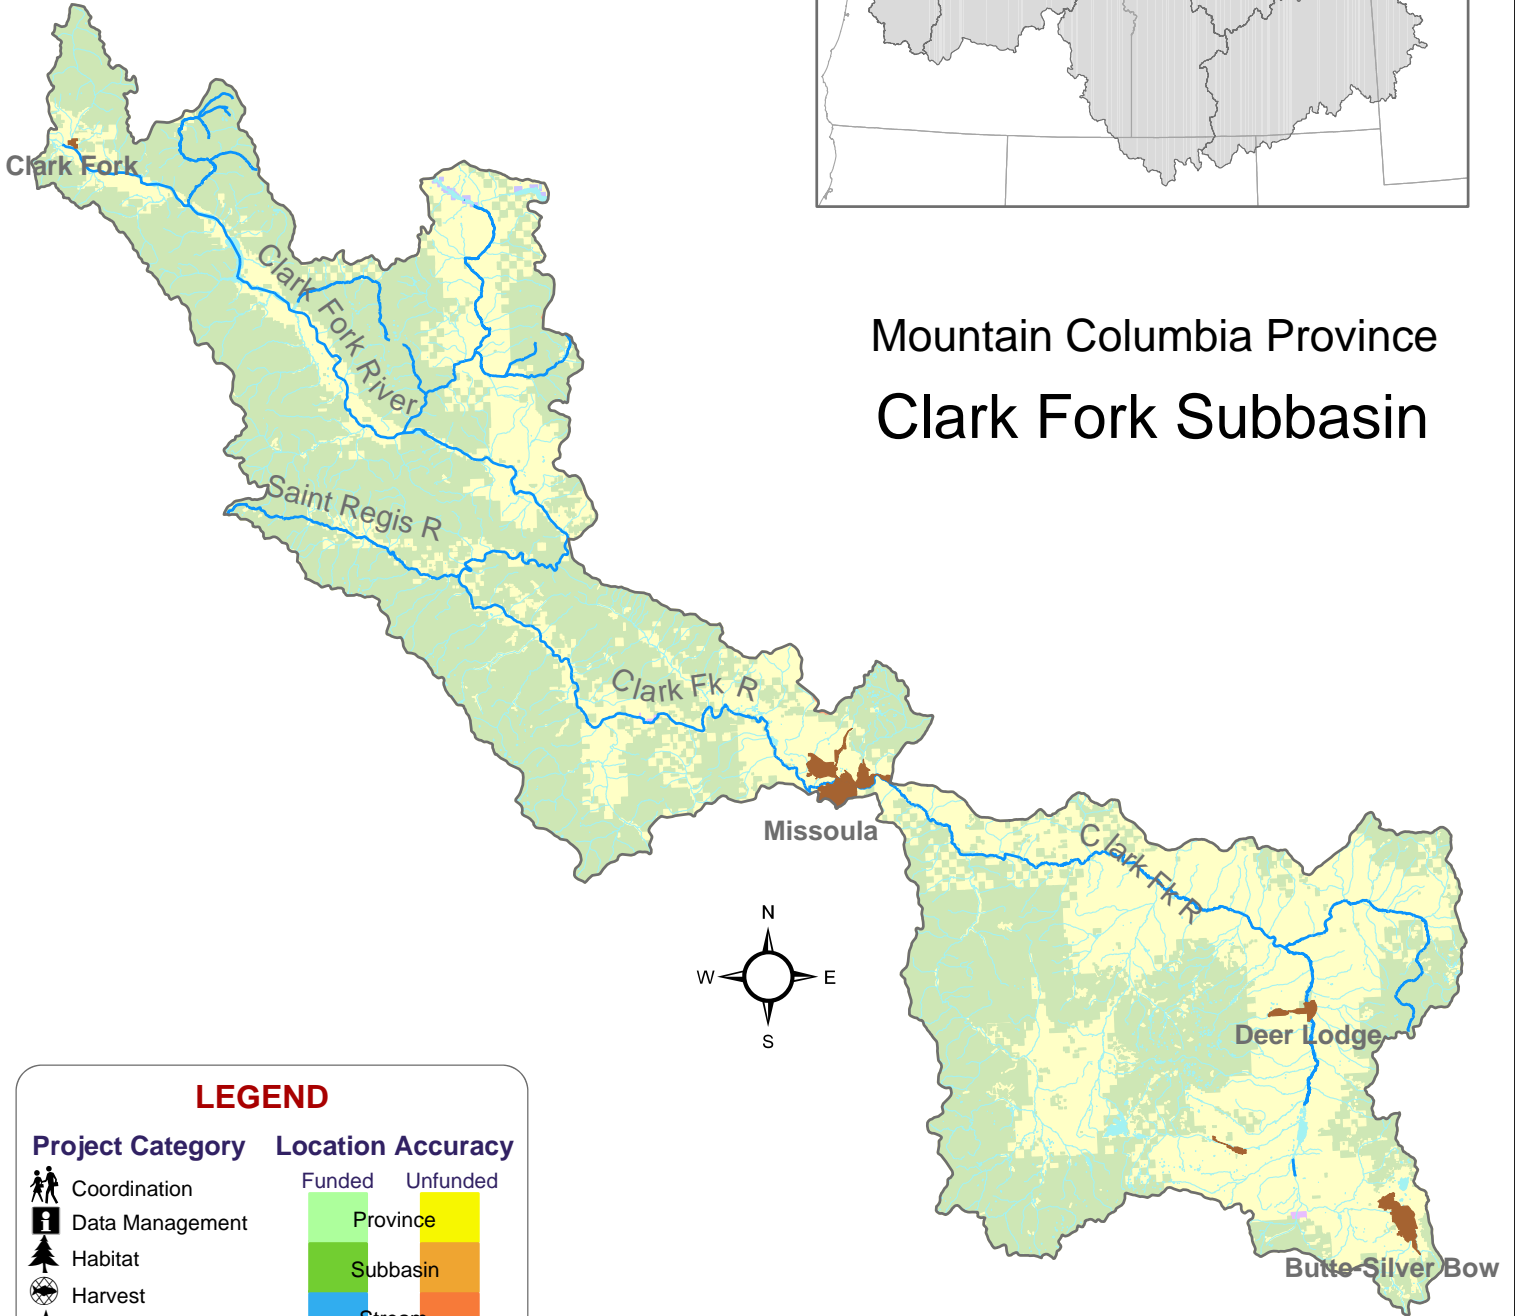 Clark Fork
Clark Fork River
Mountain Columbia Province
Clark Fork Subbasin
Saint Regis R
Clark Fk R
Missoula
Clark Fk R
N
W
E
S
Deer Lodge
Butte-Silver Bow
LEGEND
Project Category
Location Accuracy
Funded
Unfunded
Coordination
Data Management
Habitat
Harvest
Province
Subbasin
Stream